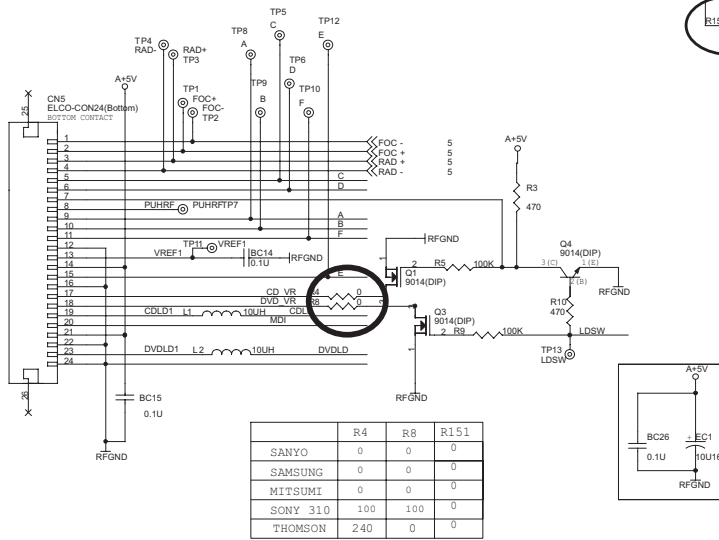 TP5
C
TP12
E
TP4
RAD-
RAD+
TP3
TP8
A
TP6
D
A+5V
TP1
FOC+
FOC-
TP2
TP9
B
TP10
F
CN5
ELCO-CON24(Bottom)
BOTTOM CONTACT
25
1
2
3
4
5
6
7
8
9
10
11
12
13
14
15
16
17
18
19
20
21
22
23
24
26
FOC - 5
FOC + 5
RAD + 5
RAD - 5
C
D
PUHRF
PUHRFTP7
A
B
F
TP11
VREF1
VREF1
BC14
0.1U
RFGND
E
CD_VR
R4
0
DVD_VR
R8
0
CDLD1
L1
10UH
MDI
DVDLD1
L2
10UH
DVDLD
BC15
0.1U
RFGND
RFGND
1
2
Q1
9014(DIP)
R5
100K
A+5V
R3
470
Q4
9014(DIP)
3 (C)
1 (E)
2(B)
RFGND
R10
470
Q3
9014(DIP)
2
R9
100K
LDSW
TP13
LDSW
1
RFGND
A+5V
BC26
0.1U
+
EC1
10U16
RFGND
R4 R8 R151
SANYO 0 0 0
SAMSUNG 0 0 0
MITSUMI 0 0 0
SONY 310 100 100 0
THOMSON 240 0 0